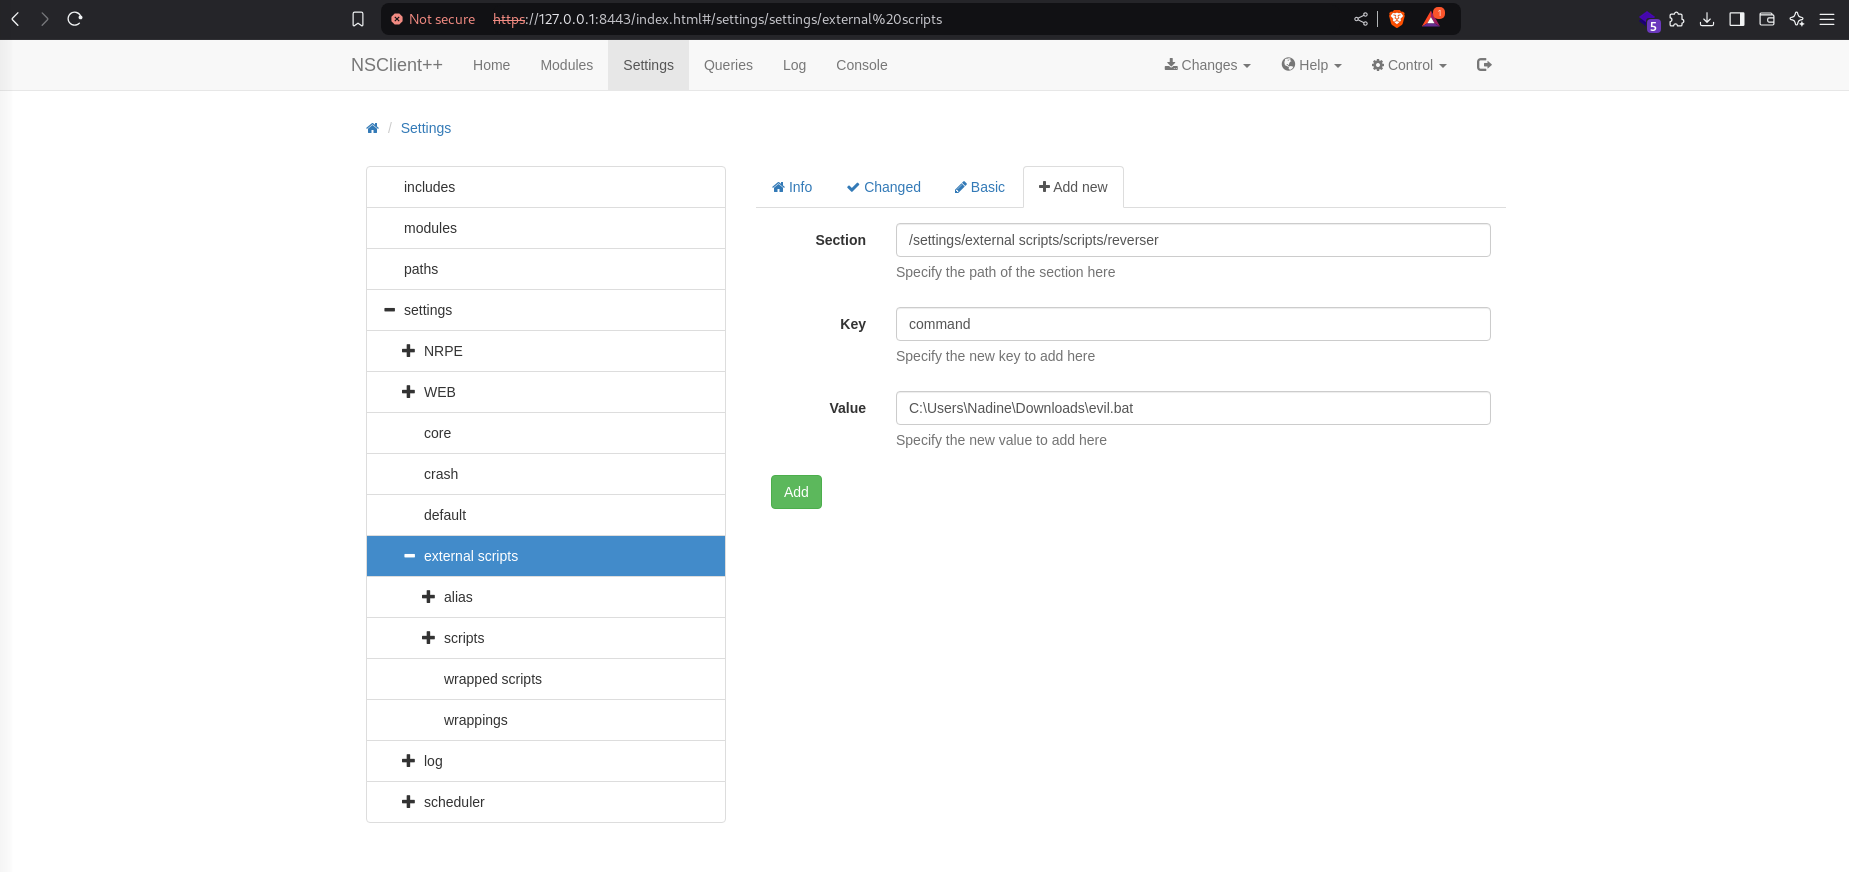 Not secure https://127.0.0.1:8443/index.html#/settings/settings/external%20scripts 1 5
NSClient++ Home Modules Settings Queries Log Console Changes Help Control
/ Settings
includes
modules
paths
settings
NRPE
WEB
core
crash
default
external scripts
alias
scripts
wrapped scripts
wrappings
log
scheduler
Info Changed Basic Add new
Section /settings/external scripts/scripts/reverser
Specify the path of the section here
Key command
Specify the new key to add here
Value C:\Users\Nadine\Downloads\evil.bat
Specify the new value to add here
Add